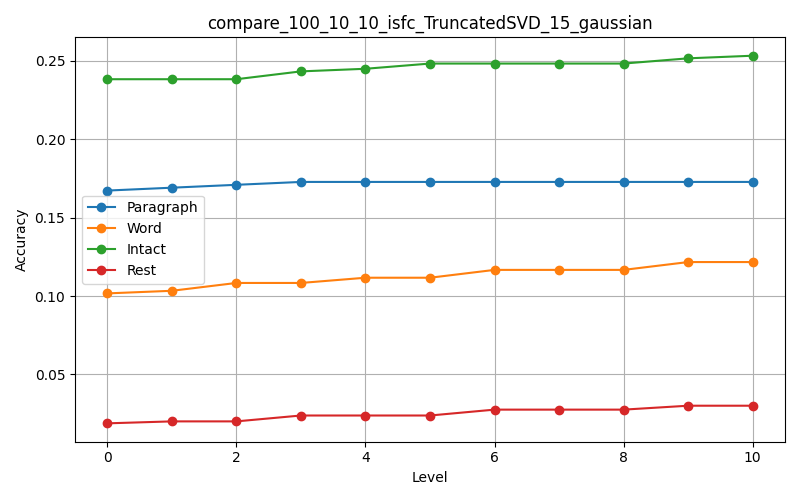 compare_100_10_10_isfc_TruncatedSVD_15_gaussian
0.25
0.20
0.15
0.10
0.05
Accuracy
Paragraph
Word
Intact
Rest
0 2 4 6 8 10
Level